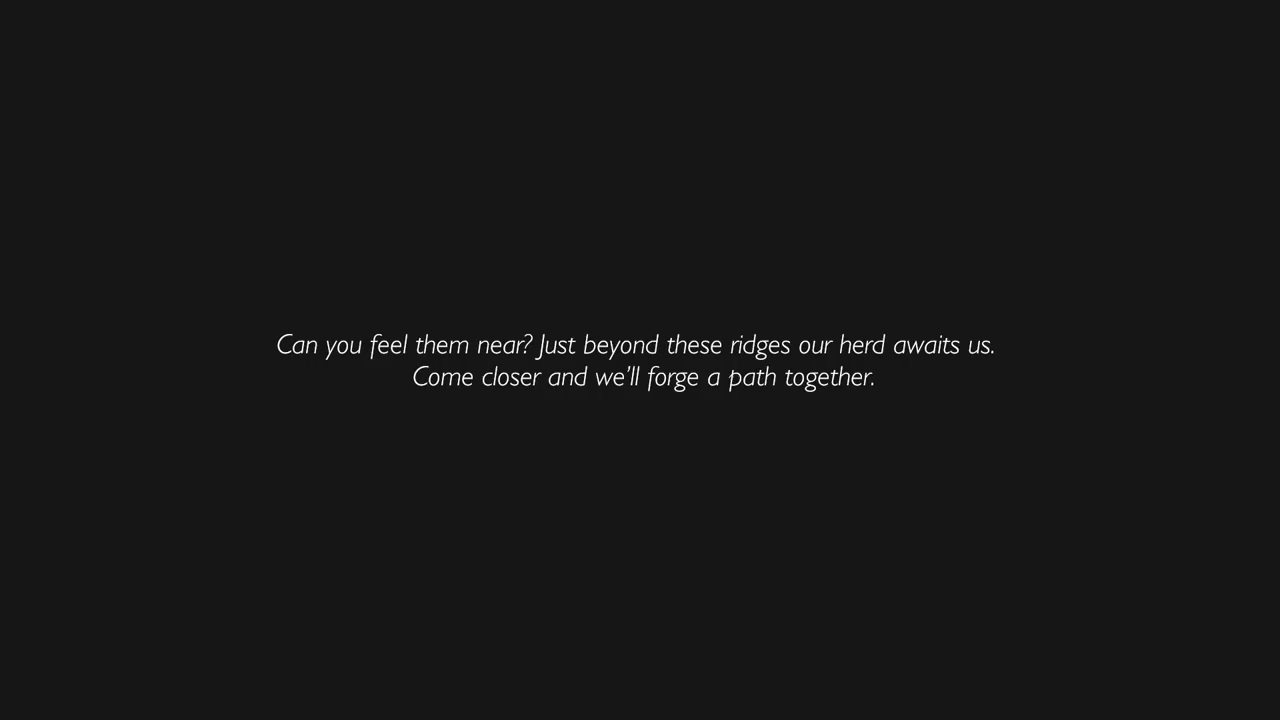 Can you feel them near? Just beyond these ridges our herd awaits us.
Come closer and we'll forge a path together.